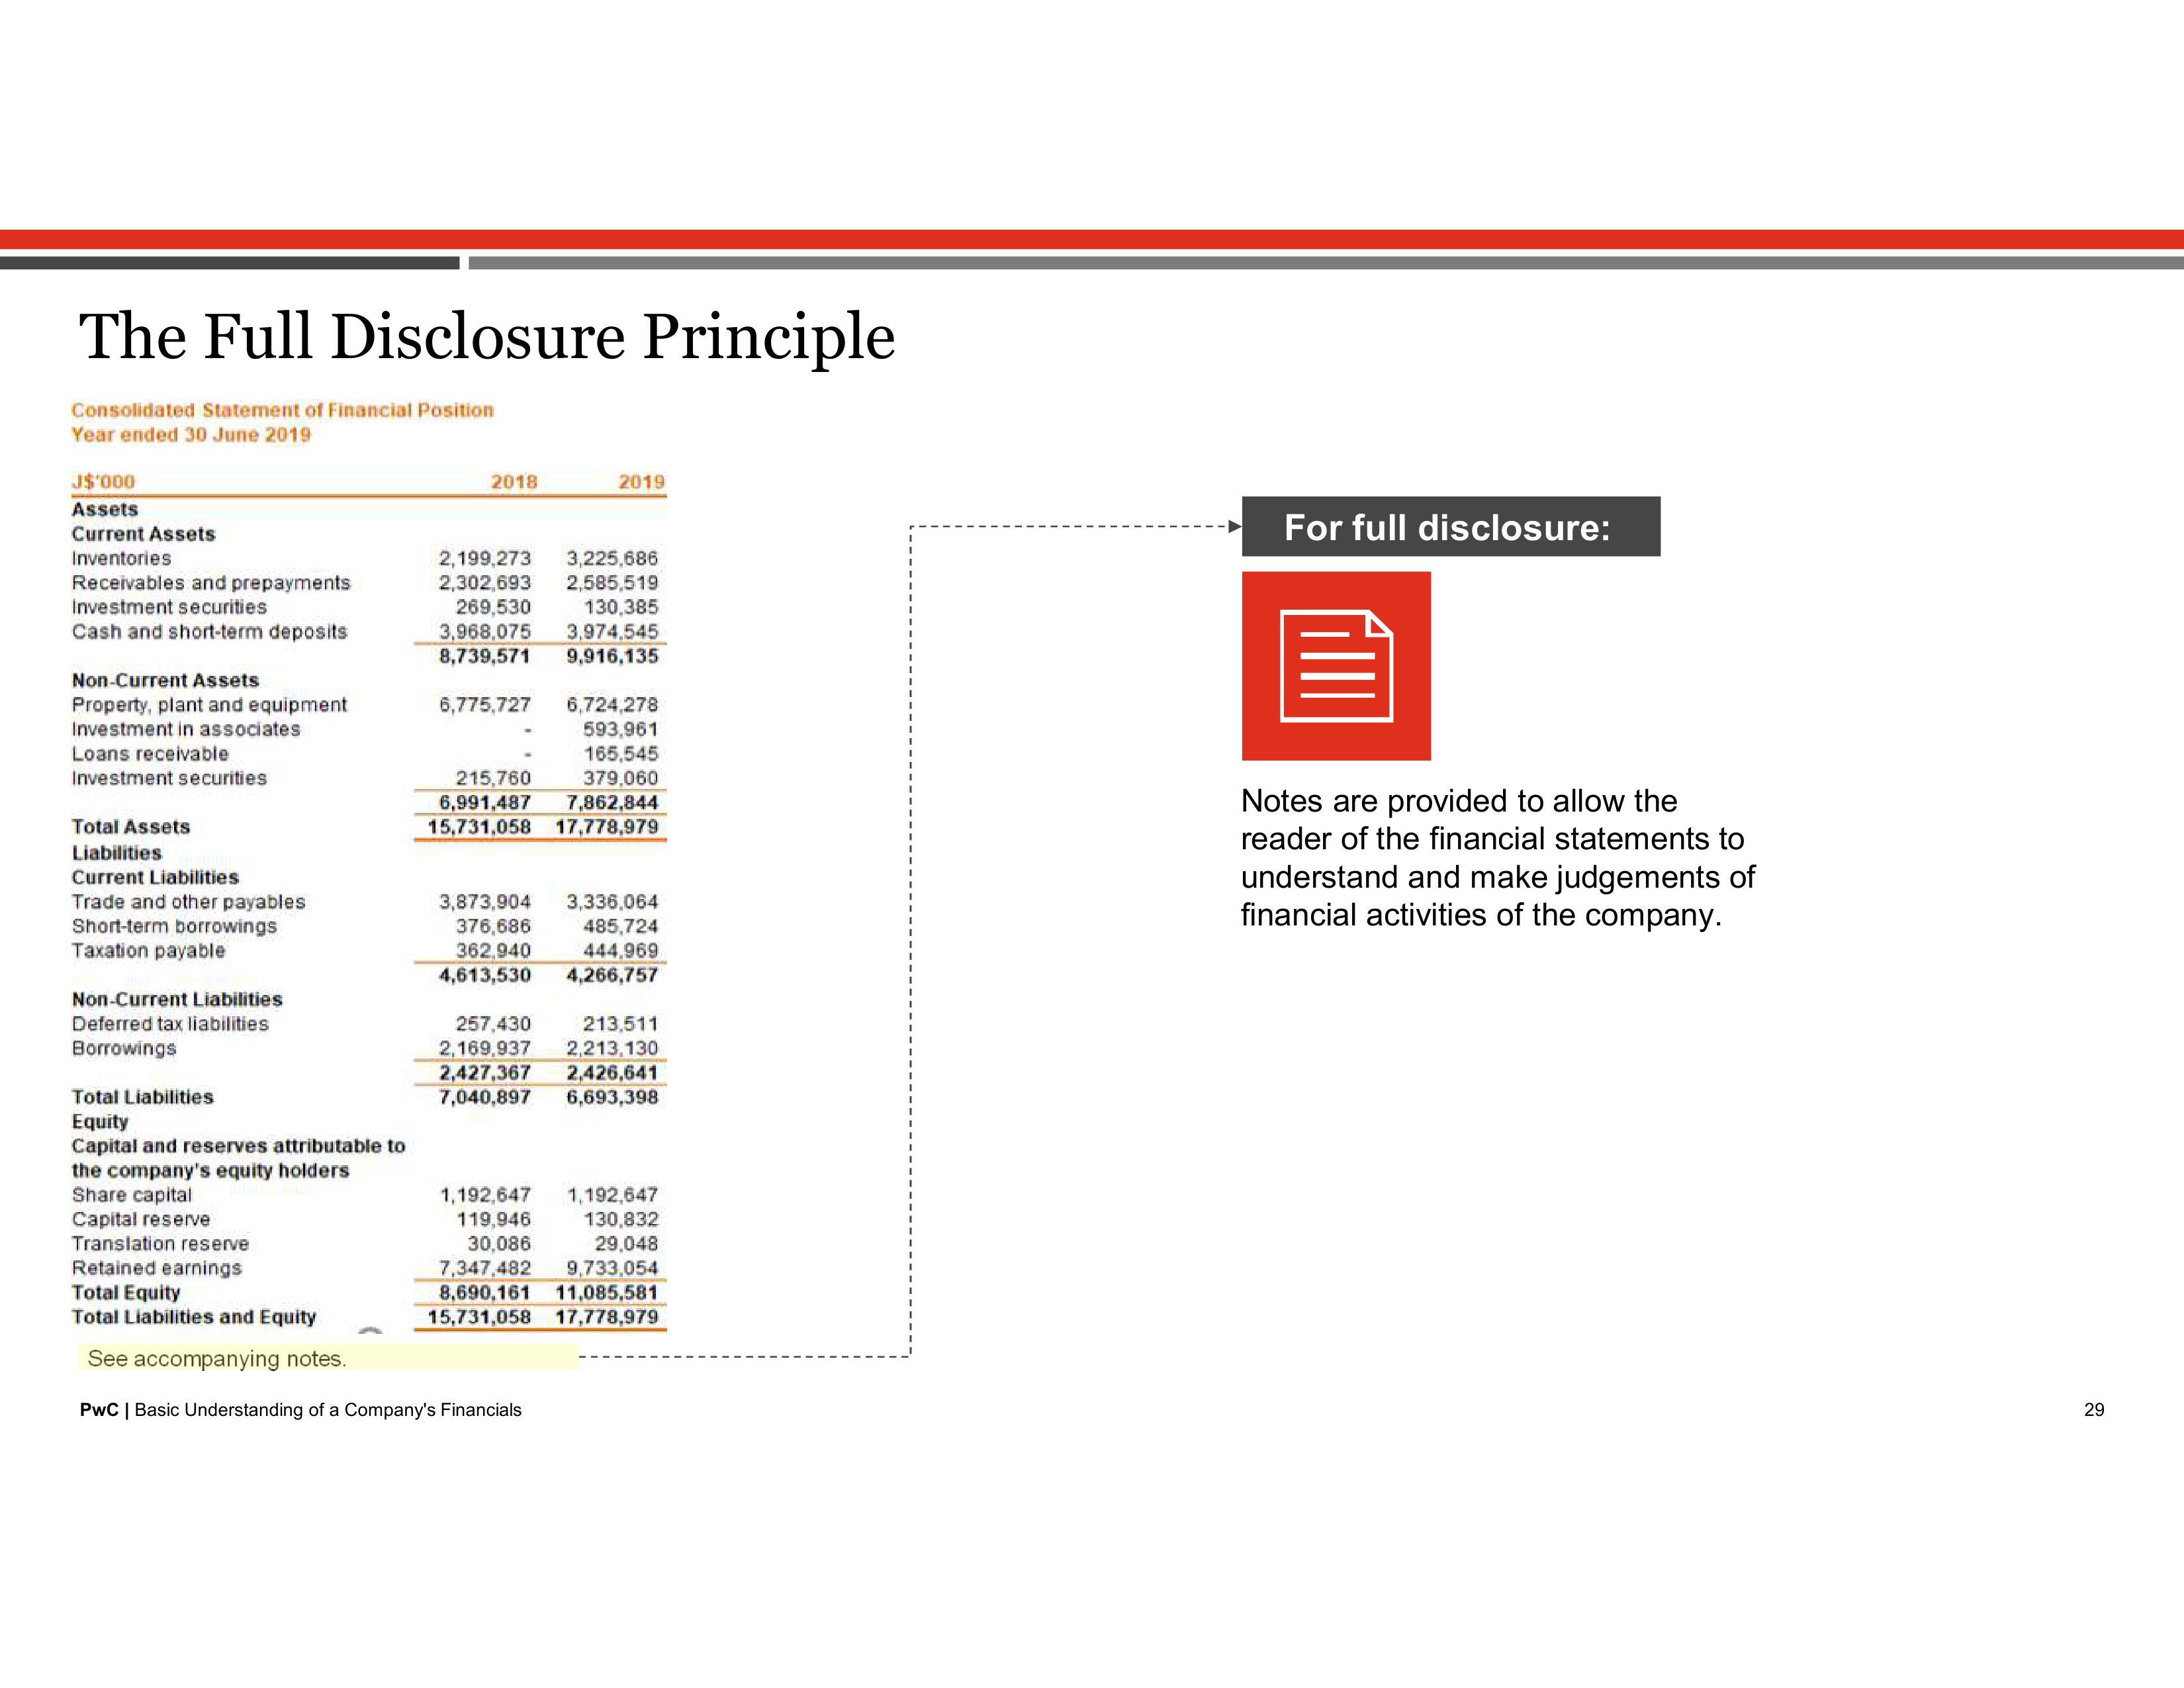 The Full Disclosure Principle
Consolidated Statement of Financial Position
Year ended 30 June 2019
J$'000 2018 2019
Assets
Current Assets
Inventories 2,199,273 3,225,686
Receivables and prepayments 2,302,693 2,585,519
Investment securities 269,530 130,385
Cash and short-term deposits 3,968,075 3,974,545
8,739,571 9,916,135
Non-Current Assets
Property, plant and equipment 6,775,727 6,724,278
Investment in associates - 593,961
Loans receivable - 165,545
Investment securities 215,760 379,060
6,991,487 7,862,844
Total Assets 15,731,058 17,778,979
Liabilities
Current Liabilities
Trade and other payables 3,873,904 3,336,064
Short-term borrowings 376,686 485,724
Taxation payable 362,940 444,969
4,613,530 4,266,757
Non-Current Liabilities
Deferred tax liabilities 257,430 213,511
Borrowings 2,169,937 2,213,130
2,427,367 2,426,641
Total Liabilities 7,040,897 6,693,398
Equity
Capital and reserves attributable to
the company's equity holders
Share capital 1,192,647 1,192,647
Capital reserve 119,946 130,832
Translation reserve 30,086 29,048
Retained earnings 7,347,482 9,733,054
Total Equity 8,690,161 11,085,581
Total Liabilities and Equity 15,731,058 17,778,979
See accompanying notes.
For full disclosure:
Notes are provided to allow the
reader of the financial statements to
understand and make judgements of
financial activities of the company.
PwC | Basic Understanding of a Company's Financials
29